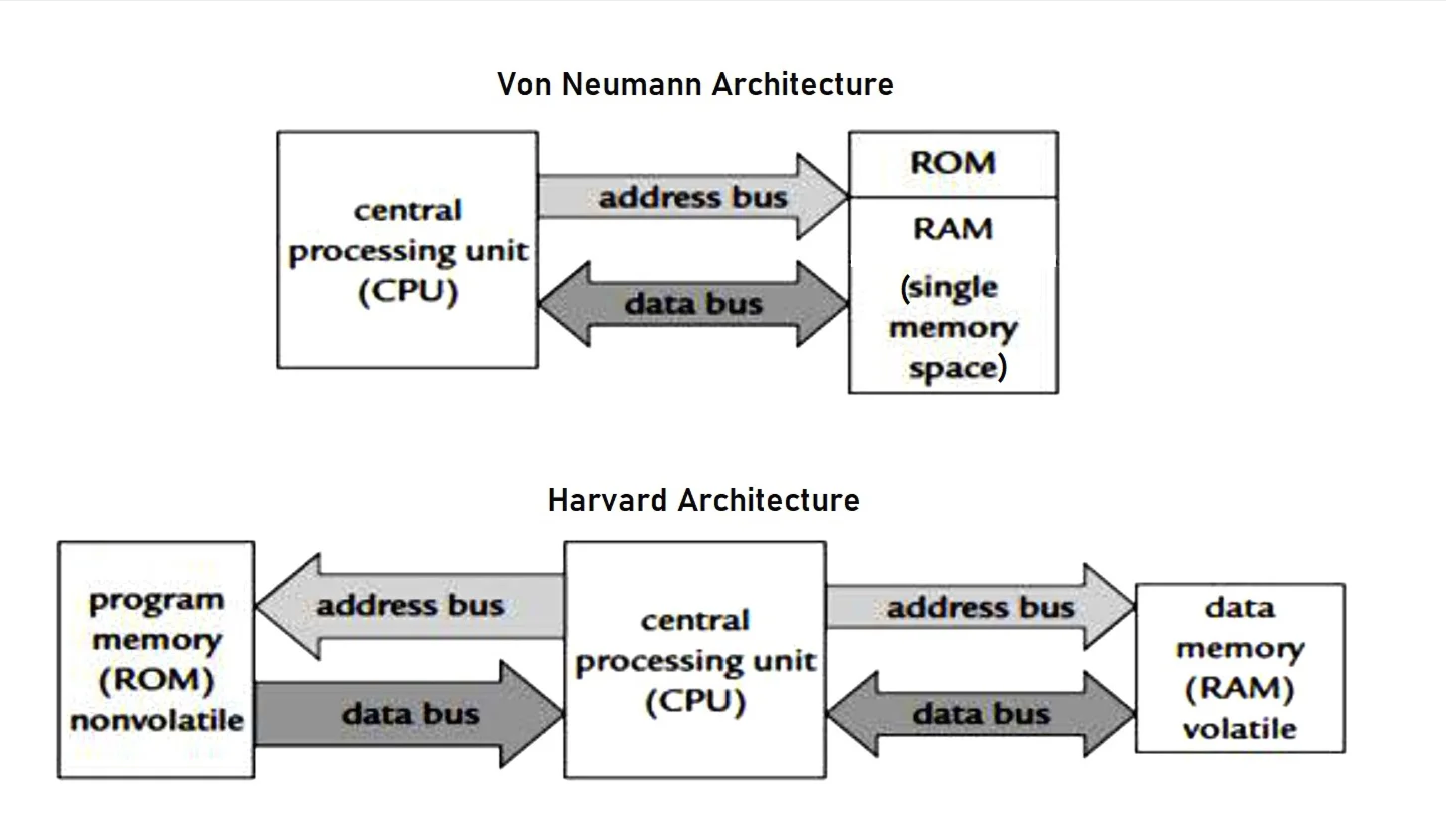 Von Neumann Architecture
central
processing unit
(CPU)
address bus
data bus
ROM
RAM
(single
memory
space)
Harvard Architecture
program
memory
(ROM)
nonvolatile
address bus
data bus
central
processing unit
(CPU)
address bus
data bus
data
memory
(RAM)
volatile